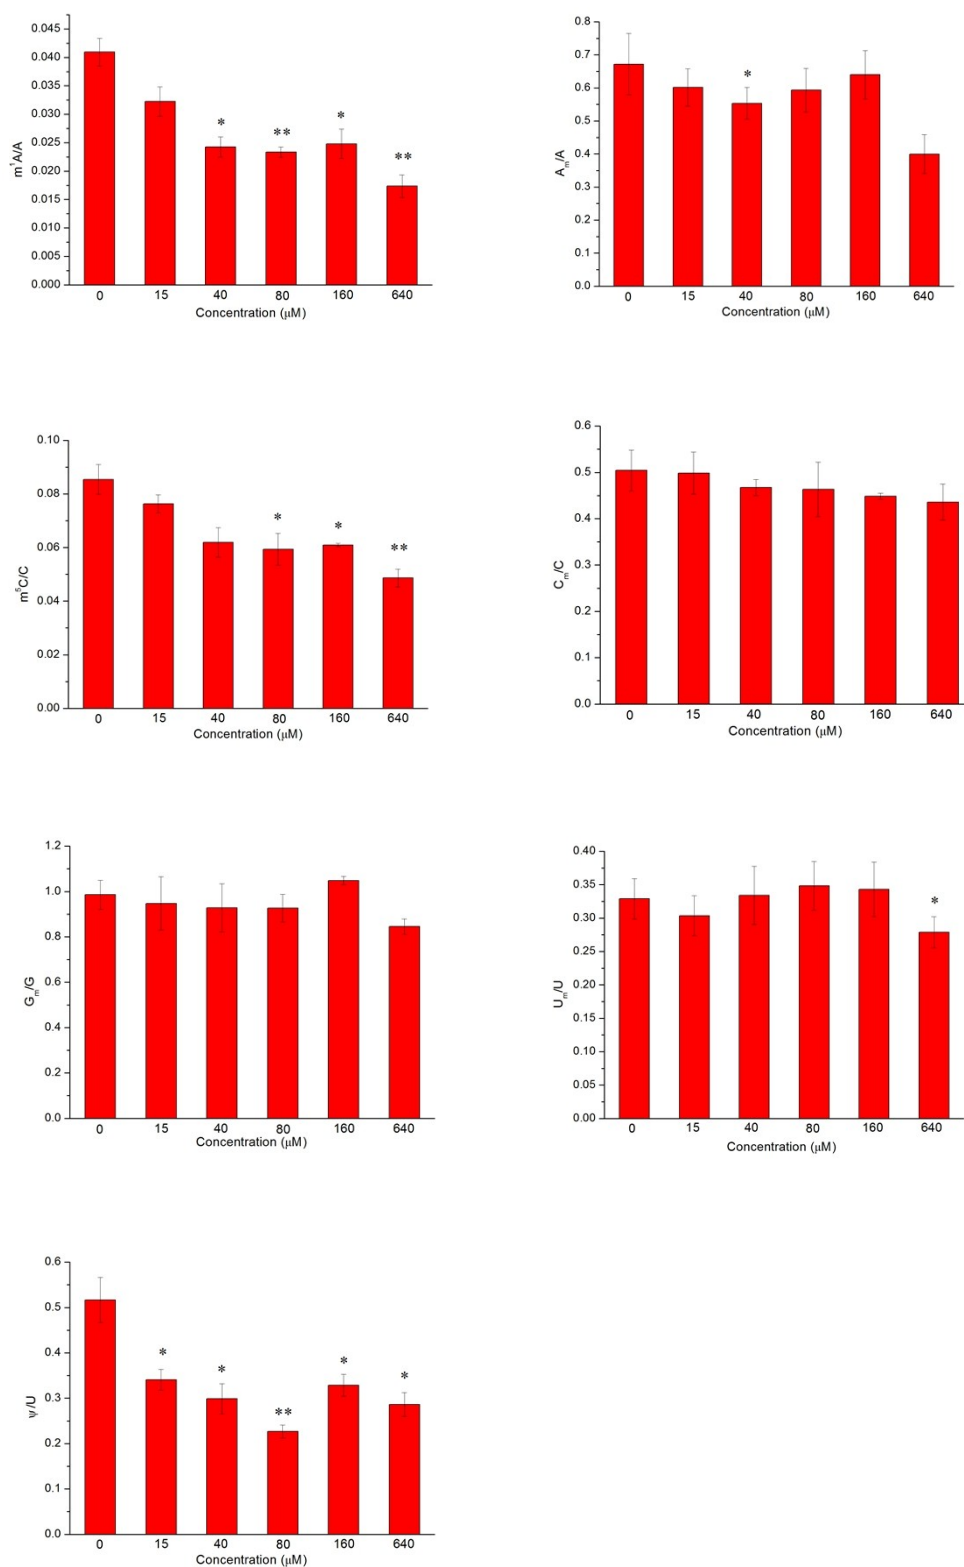 m¹A/A
0.045
0.040
0.035
0.030
0.025
0.020
0.015
0.010
0.005
0.000
* ** * **
0 15 40 80 160 640
Concentration (μM)
Aₘ/A
0.8
0.7
0.6
0.5
0.4
0.3
0.2
0.1
0.0
*
0 15 40 80 160 640
Concentration (μM)
m⁵C/C
0.10
0.08
0.06
0.04
0.02
0.00
* * **
0 15 40 80 160 640
Concentration (μM)
Cₘ/C
0.6
0.5
0.4
0.3
0.2
0.1
0.0
0 15 40 80 160 640
Concentration (μM)
Gₘ/G
1.2
1.0
0.8
0.6
0.4
0.2
0.0
0 15 40 80 160 640
Concentration (μM)
Uₘ/U
0.40
0.35
0.30
0.25
0.20
0.15
0.10
0.05
0.00
*
0 15 40 80 160 640
Concentration (μM)
ψ/U
0.6
0.5
0.4
0.3
0.2
0.1
0.0
* * ** * *
0 15 40 80 160 640
Concentration (μM)